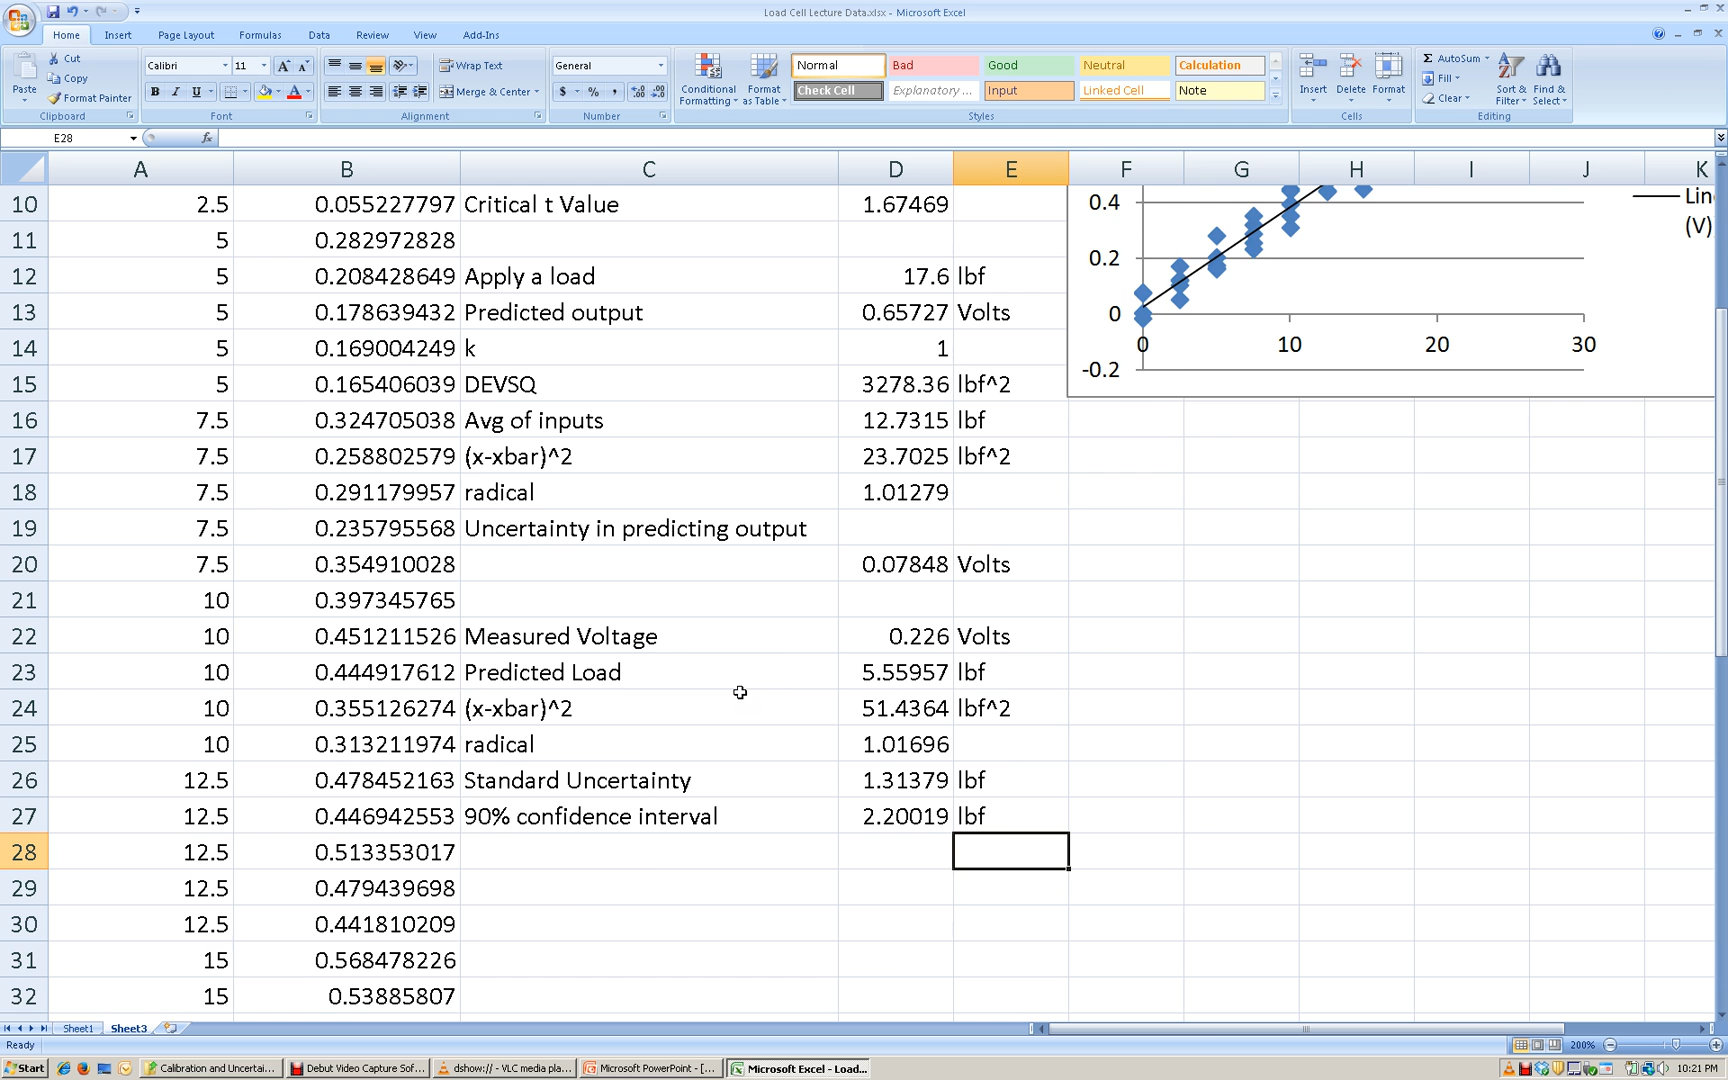 Load Cell Lecture Data.xlsx - Microsoft Excel
Home Insert Page Layout Formulas Data Review View Add-Ins
Paste
Cut
Copy
Format Painter
Clipboard
Calibri 11
B I U
Font
Wrap Text
Merge & Center
Alignment
General
$ % ,
Number
Conditional Formatting
Format as Table
Normal Bad Good Neutral Calculation
Check Cell Explanatory ... Input Linked Cell Note
Styles
Insert Delete Format
Cells
Σ AutoSum
Fill
Clear
Sort & Filter
Find & Select
Editing
E28 fx
A B C D E F G H I J K
10 2.5 0.055227797 Critical t Value 1.67469
11 5 0.282972828
12 5 0.208428649 Apply a load 17.6 lbf
13 5 0.178639432 Predicted output 0.65727 Volts
14 5 0.169004249 k 1
15 5 0.165406039 DEVSQ 3278.36 lbf^2
16 7.5 0.324705038 Avg of inputs 12.7315 lbf
17 7.5 0.258802579 (x-xbar)^2 23.7025 lbf^2
18 7.5 0.291179957 radical 1.01279
19 7.5 0.235795568 Uncertainty in predicting output
20 7.5 0.354910028 0.07848 Volts
21 10 0.397345765
22 10 0.451211526 Measured Voltage 0.226 Volts
23 10 0.444917612 Predicted Load 5.55957 lbf
24 10 0.355126274 (x-xbar)^2 51.4364 lbf^2
25 10 0.313211974 radical 1.01696
26 12.5 0.478452163 Standard Uncertainty 1.31379 lbf
27 12.5 0.446942553 90% confidence interval 2.20019 lbf
28 12.5 0.513353017
29 12.5 0.479439698
30 12.5 0.441810209
31 15 0.568478226
32 15 0.53885807
0.4
0.2
0
-0.2
0 10 20 30
Lin
(V)
Sheet1 Sheet3
Ready
200%
Start
Calibration and Uncertai...
Debut Video Capture Sof...
dshow:// - VLC media pla...
Microsoft PowerPoint - [...
Microsoft Excel - Load...
10:21 PM